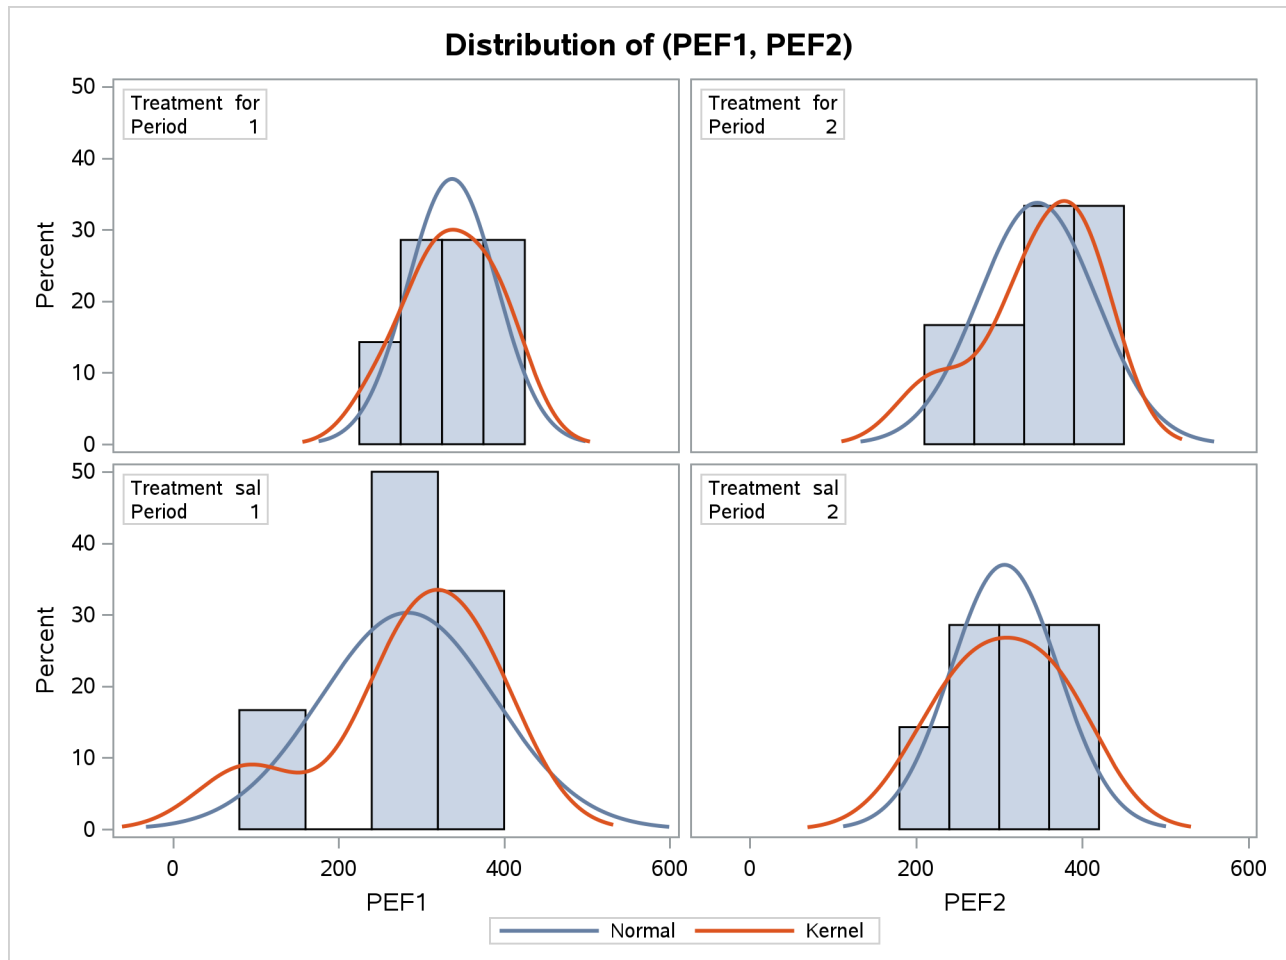 Distribution of (PEF1, PEF2)
Treatment for
Period 1
Treatment for
Period 2
50
40
30
20
10
0
Percent
Treatment sal
Period 1
Treatment sal
Period 2
50
40
30
20
10
0
Percent
0 200 400 600
0 200 400 600
PEF1
PEF2
Normal Kernel